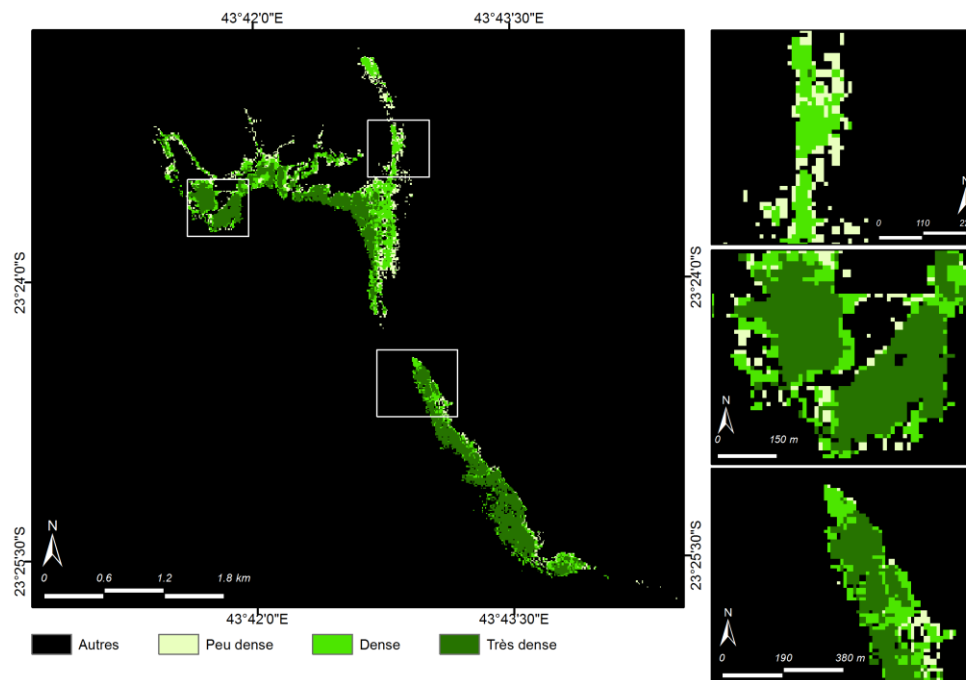 43°42'0"E 43°43'30"E
N
0 110
23°24'0"S 23°24'0"S
N
0 150 m
N
0 0.6 1.2 1.8 km
23°25'30"S 23°25'30"S
N
0 190 380 m
43°42'0"E 43°43'30"E
Autres Peu dense Dense Très dense